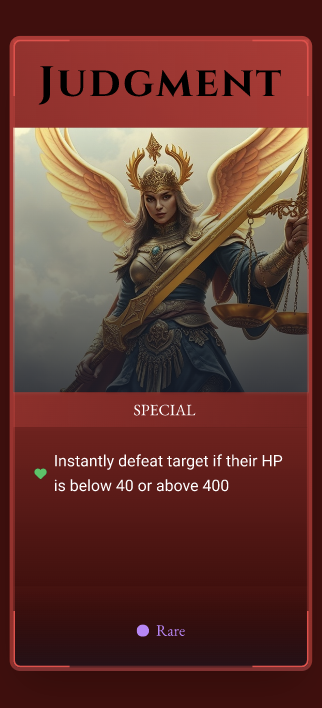 JUDGMENT
SPECIAL
Instantly defeat target if their HP
is below 40 or above 400
Rare